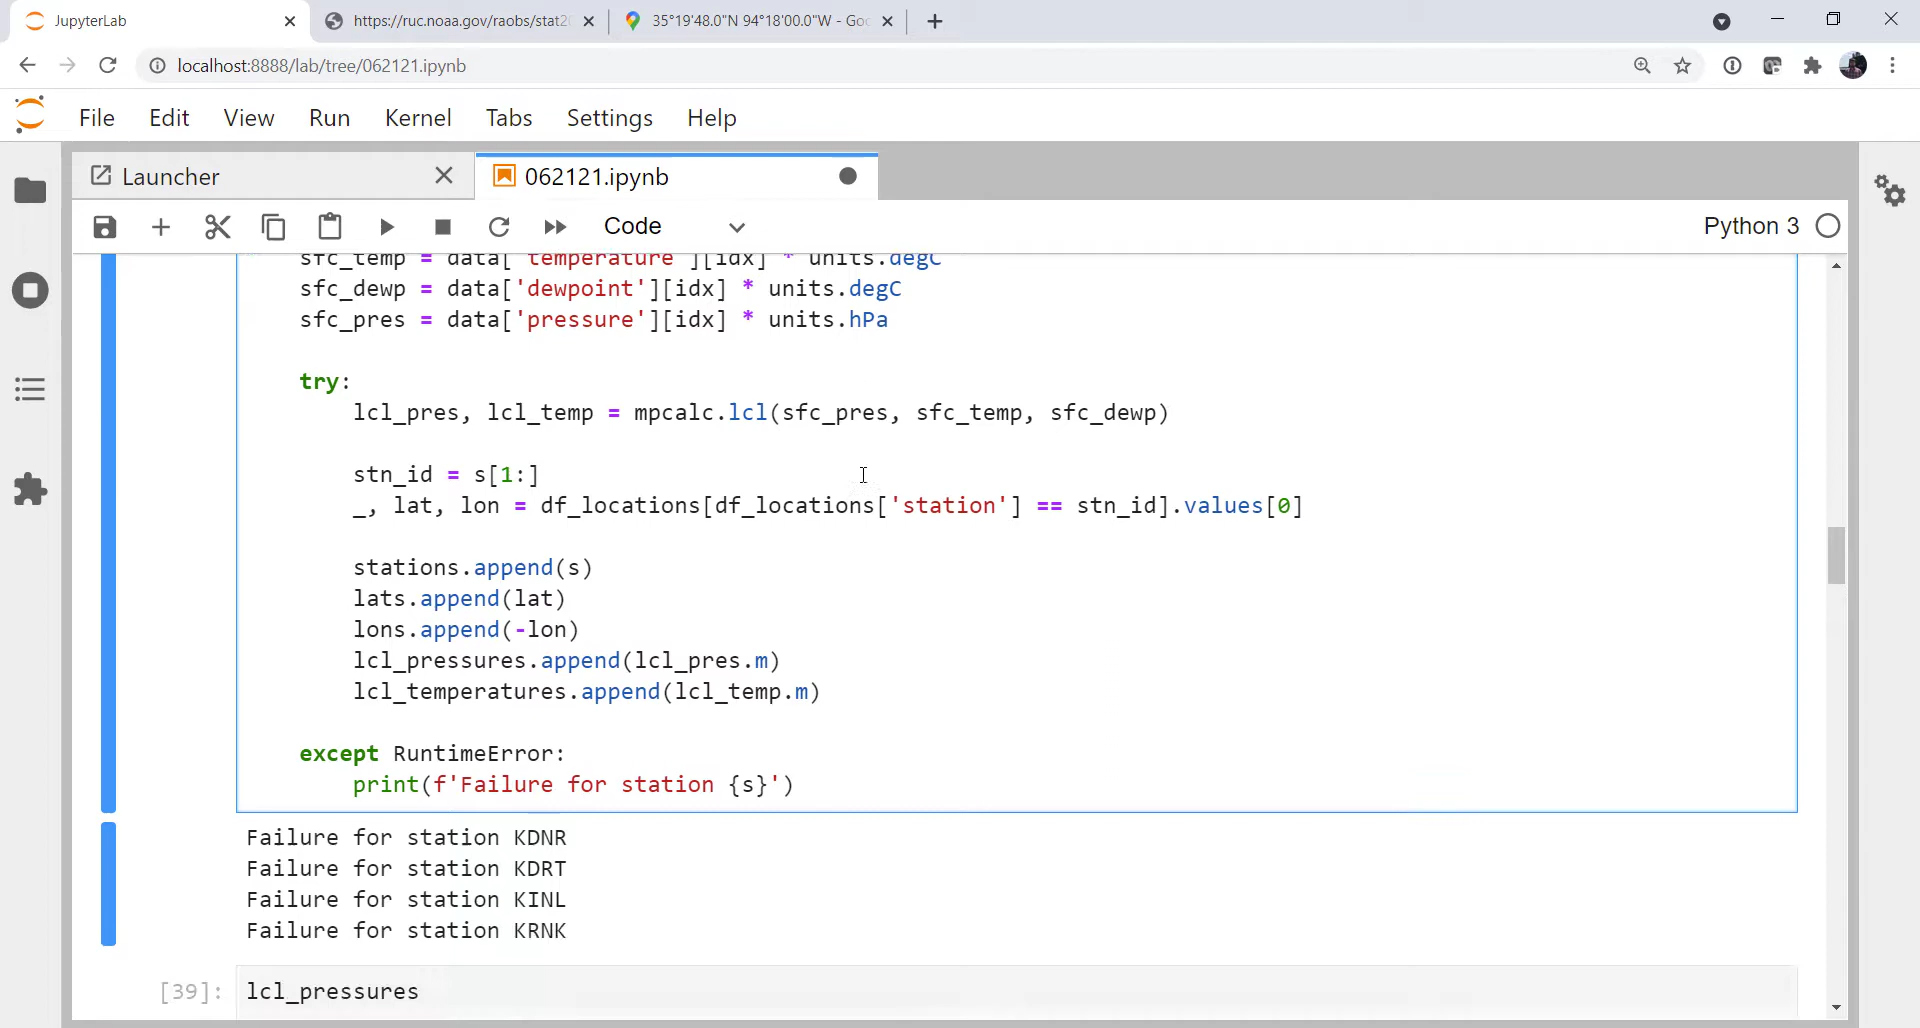 JupyterLab
https://ruc.noaa.gov/raobs/stat2
35°19'48.0"N 94°18'00.0"W - Goo
localhost:8888/lab/tree/062121.ipynb
File Edit View Run Kernel Tabs Settings Help
Launcher
062121.ipynb
Code
Python 3
sfc_temp = data['temperature'][idx] * units.degC
sfc_dewp = data['dewpoint'][idx] * units.degC
sfc_pres = data['pressure'][idx] * units.hPa
try:
lcl_pres, lcl_temp = mpcalc.lcl(sfc_pres, sfc_temp, sfc_dewp)
stn_id = s[1:]
_, lat, lon = df_locations[df_locations['station'] == stn_id].values[0]
stations.append(s)
lats.append(lat)
lons.append(-lon)
lcl_pressures.append(lcl_pres.m)
lcl_temperatures.append(lcl_temp.m)
except RuntimeError:
print(f'Failure for station {s}')
Failure for station KDNR
Failure for station KDRT
Failure for station KINL
Failure for station KRNK
[39]: lcl_pressures